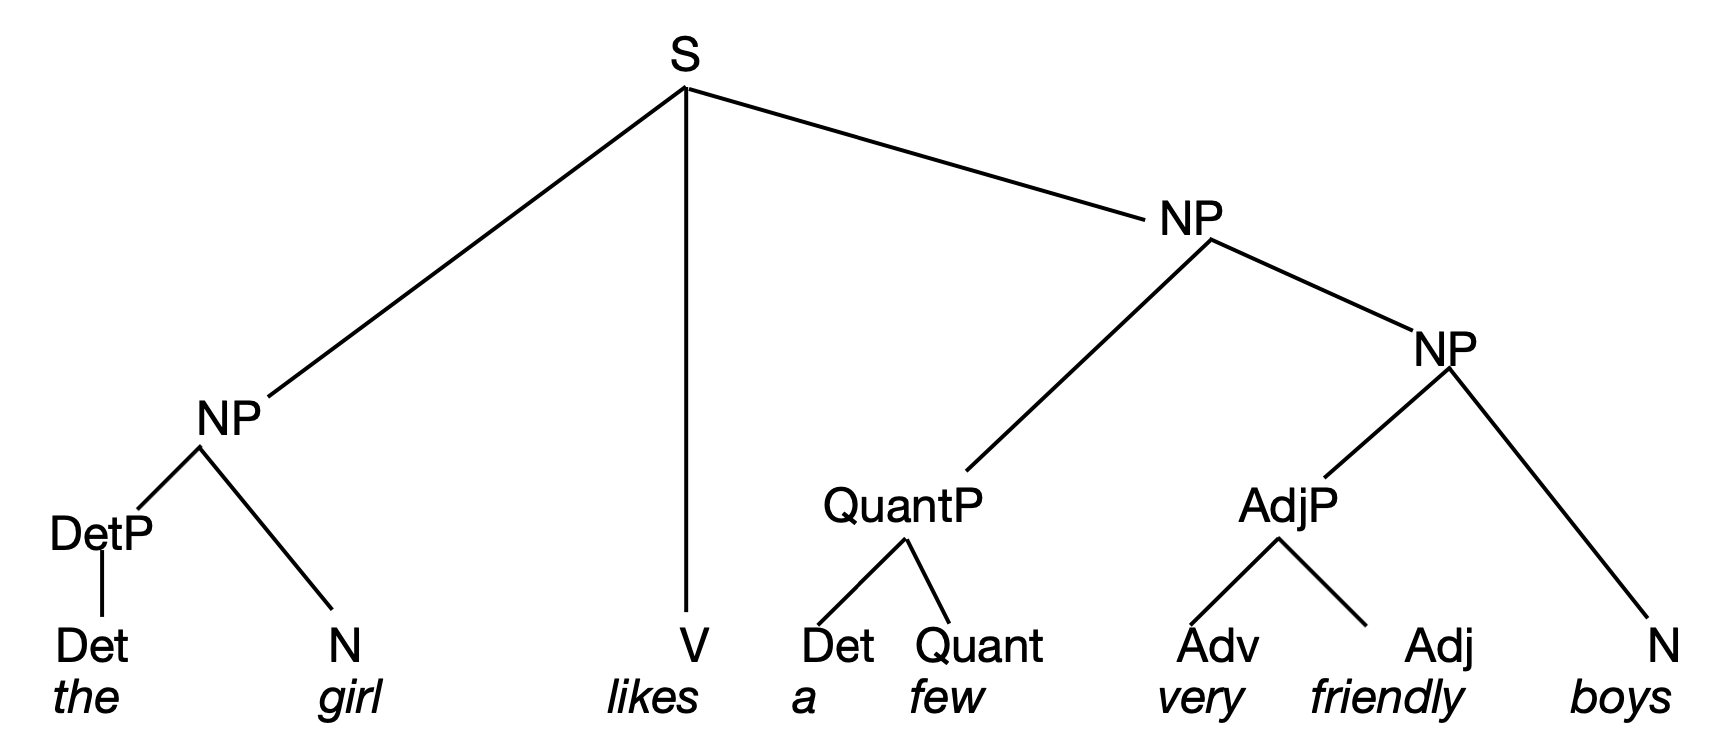 S
NP
NP
NP
QuantP AdjP
DetP
Det N V Det Quant Adv Adj N
the girl likes a few very friendly boys